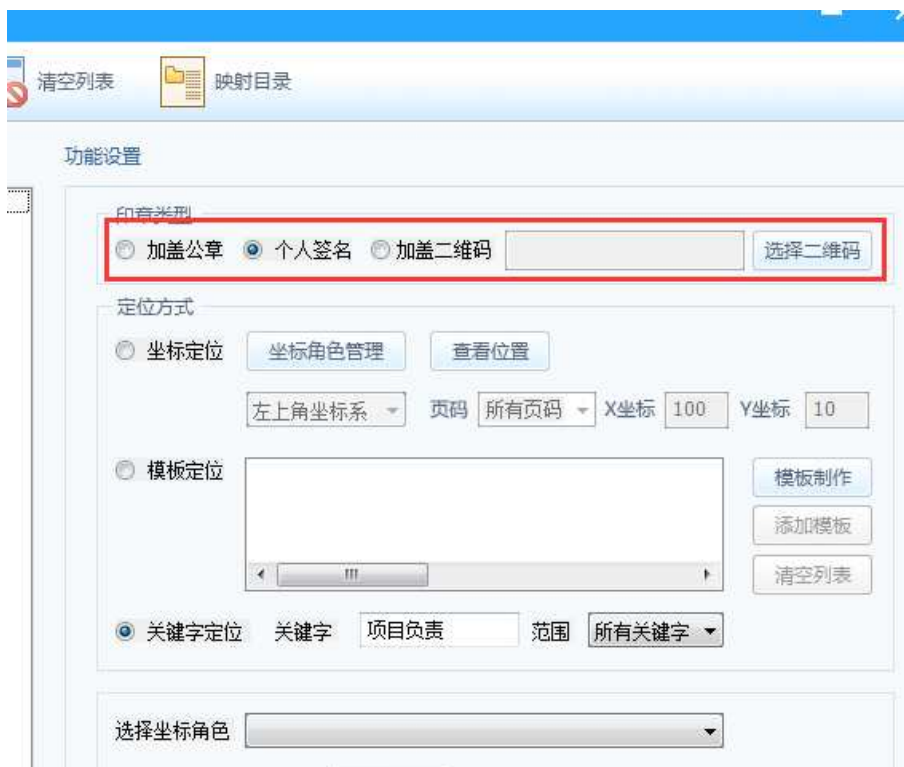 清空列表 映射目录
功能设置
印章类型
加盖公章 个人签名 加盖二维码 选择二维码
定位方式
坐标定位 坐标角色管理 查看位置
左上角坐标系 页码 所有页码 X坐标 100 Y坐标 10
模板定位 模板制作
添加模板
清空列表
关键字定位 关键字 项目负责 范围 所有关键字
选择坐标角色